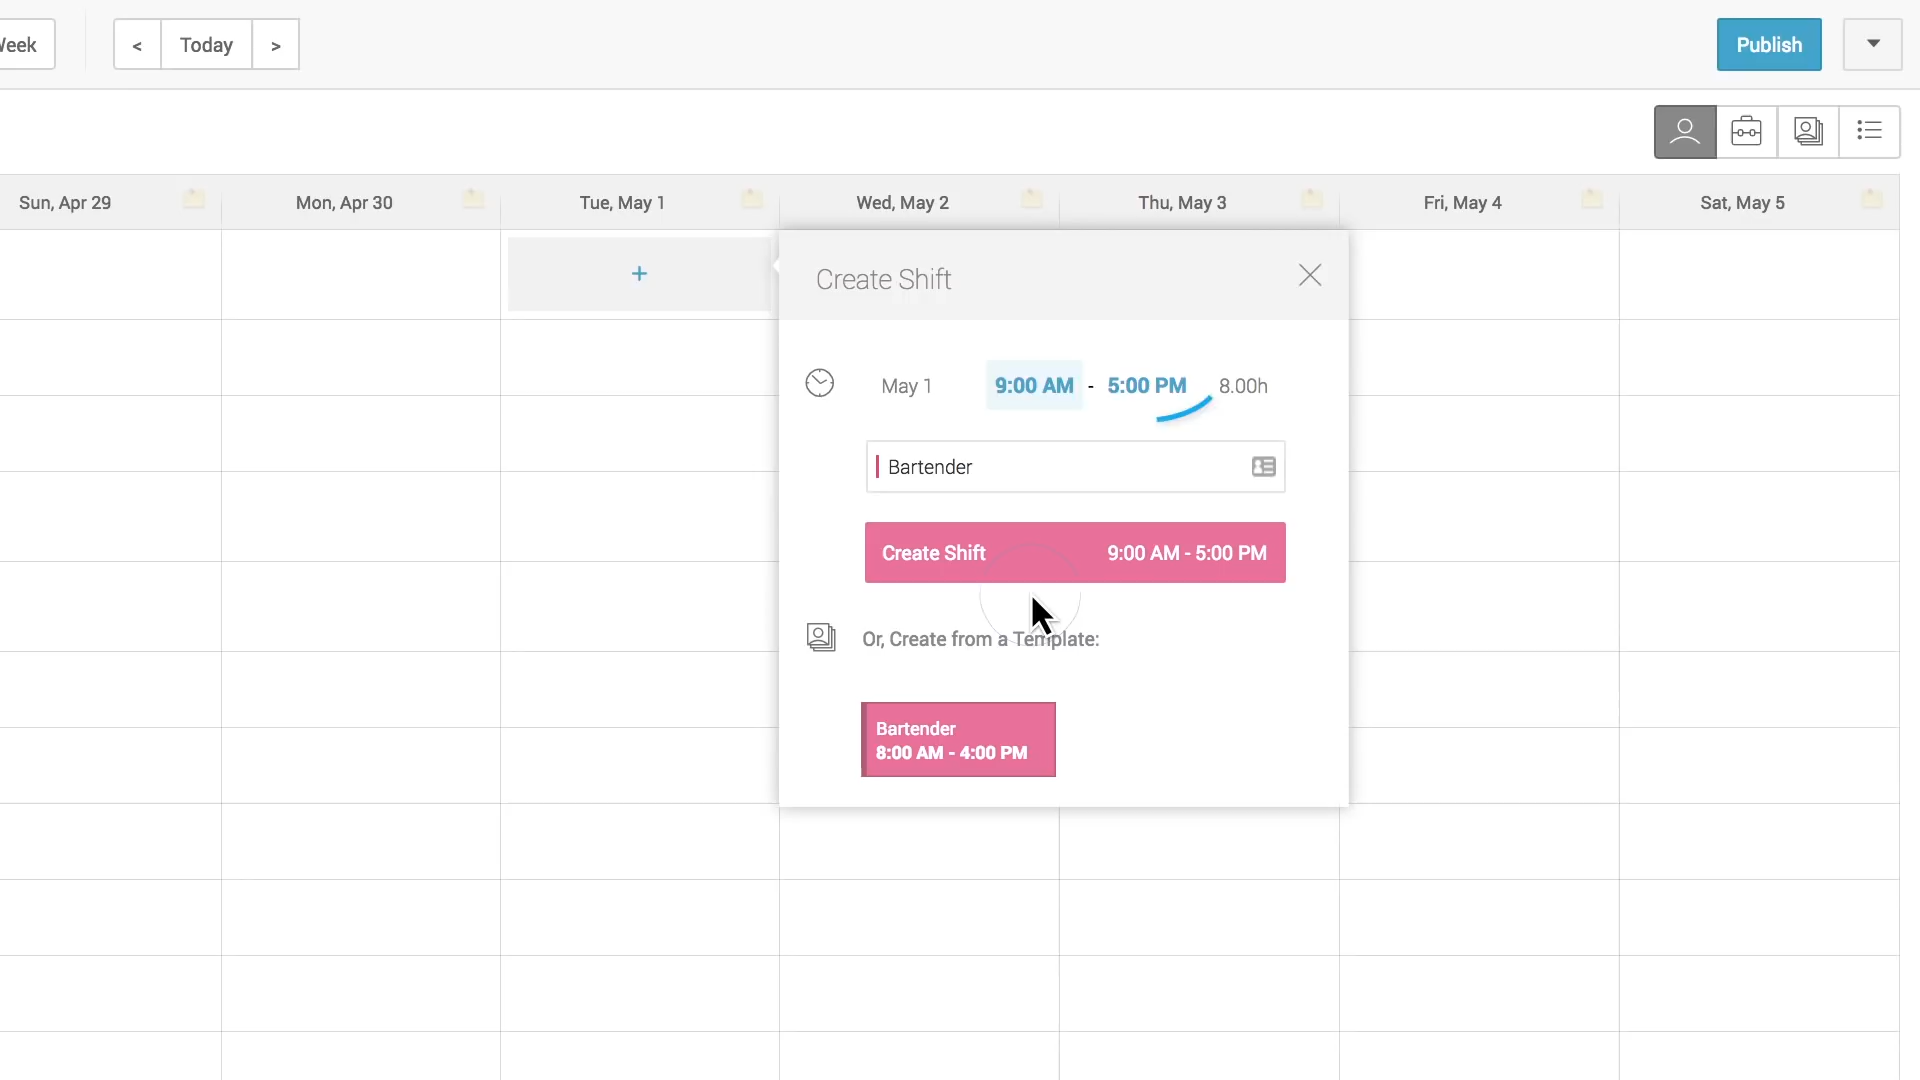 Week
<
Today
>
Publish
Sun, Apr 29
Mon, Apr 30
Tue, May 1
Wed, May 2
Thu, May 3
Fri, May 4
Sat, May 5
+
Create Shift
May 1 9:00 AM - 5:00 PM 8.00h
Bartender
Create Shift 9:00 AM - 5:00 PM
Or, Create from a Template:
Bartender
8:00 AM - 4:00 PM